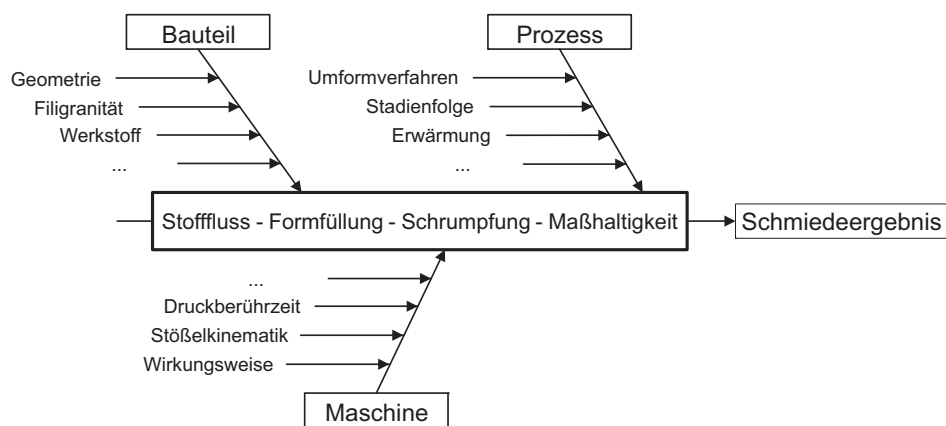 Bauteil
Prozess
Geometrie
Filigranität
Werkstoff
...
Umformverfahren
Stadienfolge
Erwärmung
...
Stofffluss - Formfüllung - Schrumpfung - Maßhaltigkeit
Schmiedeergebnis
...
Druckberührzeit
Stößelkinematik
Wirkungsweise
Maschine